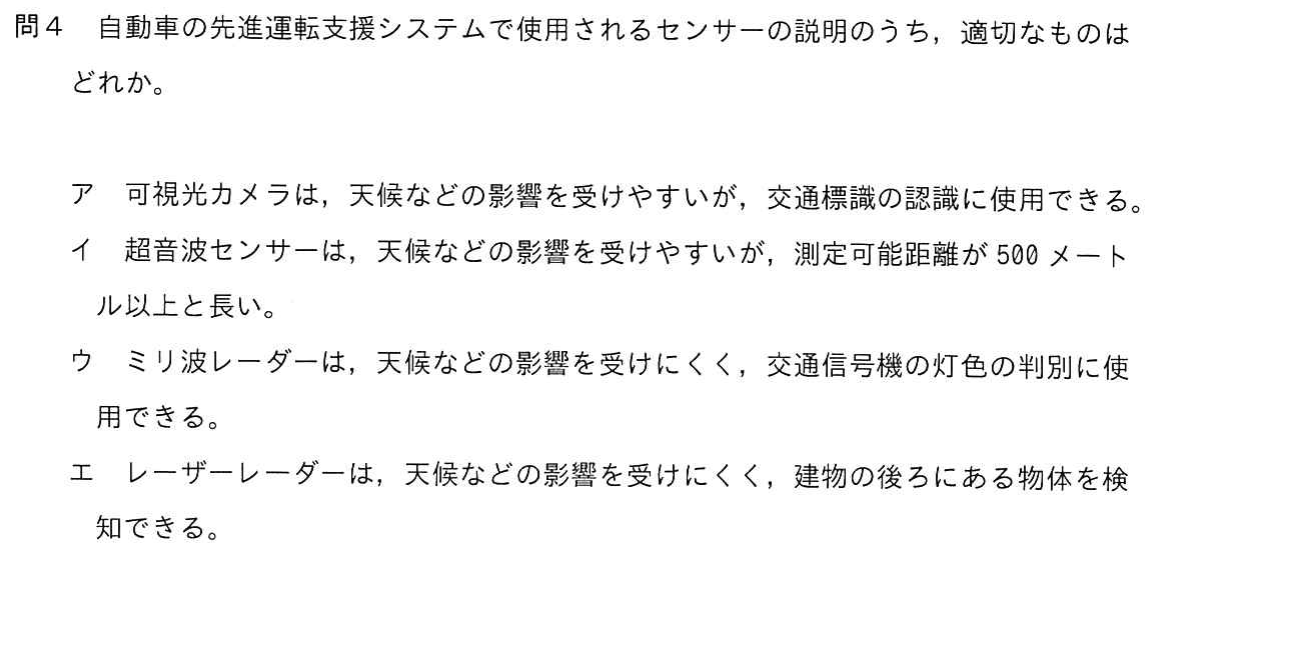 問４　自動車の先進運転支援システムで使用されるセンサーの説明のうち，適切なものは
どれか。
ア　可視光カメラは，天候などの影響を受けやすいが，交通標識の認識に使用できる。
イ　超音波センサーは，天候などの影響を受けやすいが，測定可能距離が 500 メート
ル以上と長い。
ウ　ミリ波レーダーは，天候などの影響を受けにくく，交通信号機の灯色の判別に使
用できる。
エ　レーザーレーダーは，天候などの影響を受けにくく，建物の後ろにある物体を検
知できる。